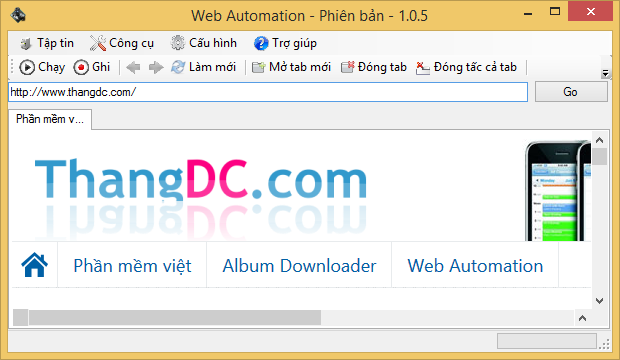 Web Automation - Phiên bản - 1.0.5
Tập tin Công cụ Cấu hình Trợ giúp
Chạy Ghi Làm mới Mở tab mới Đóng tab Đóng tấc cả tab
http://www.thangdc.com/ Go
Phần mềm v...
ThangDC.com
Phần mềm việt Album Downloader Web Automation